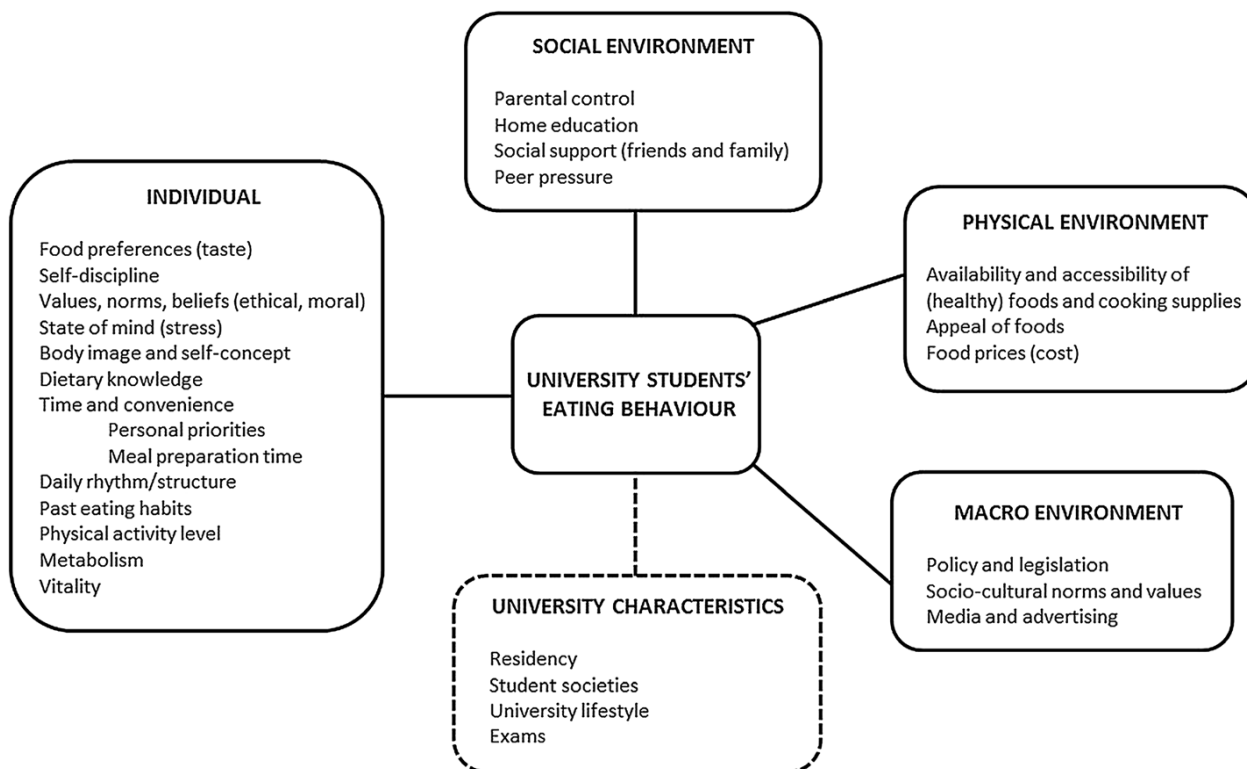 SOCIAL ENVIRONMENT
Parental control
Home education
Social support (friends and family)
Peer pressure
INDIVIDUAL
Food preferences (taste)
Self-discipline
Values, norms, beliefs (ethical, moral)
State of mind (stress)
Body image and self-concept
Dietary knowledge
Time and convenience
Personal priorities
Meal preparation time
Daily rhythm/structure
Past eating habits
Physical activity level
Metabolism
Vitality
UNIVERSITY STUDENTS'
EATING BEHAVIOUR
PHYSICAL ENVIRONMENT
Availability and accessibility of
(healthy) foods and cooking supplies
Appeal of foods
Food prices (cost)
MACRO ENVIRONMENT
Policy and legislation
Socio-cultural norms and values
Media and advertising
UNIVERSITY CHARACTERISTICS
Residency
Student societies
University lifestyle
Exams